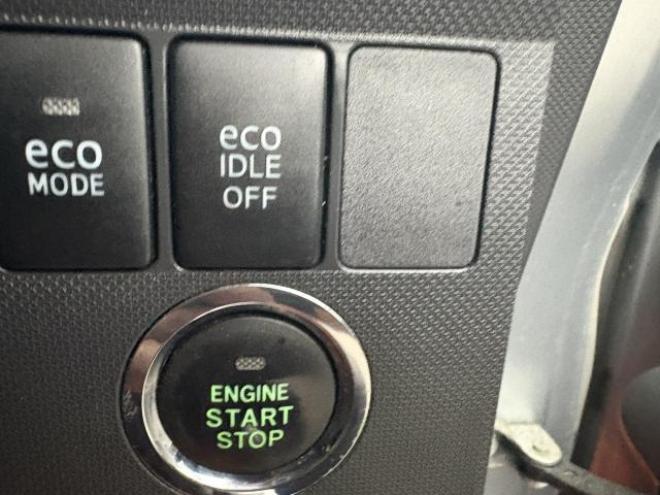 eco
MODE
eco
IDLE
OFF
ENGINE
START
STOP